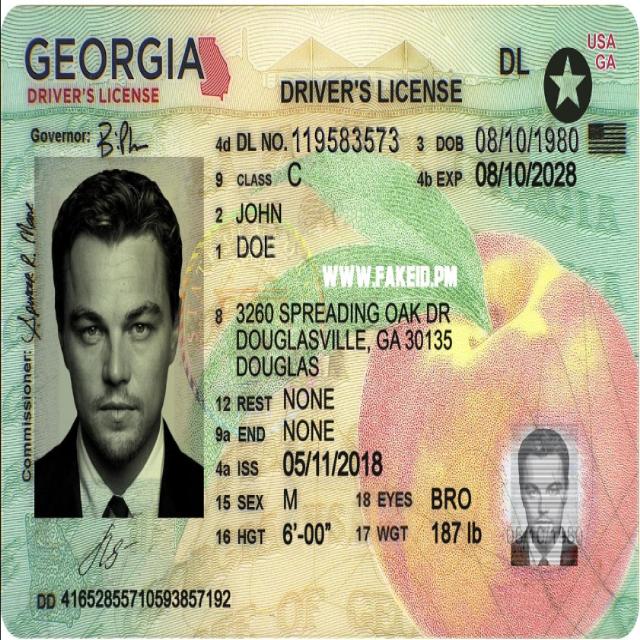 GEORGIA
DRIVER'S LICENSE
DRIVER'S LICENSE
DL
USA
GA
Governor:
4d DL NO. 119583573 3 DOB 08/10/1980
9 CLASS C 4b EXP 08/10/2028
2 JOHN
1 DOE
WWW.FAKEID.PM
8 3260 SPREADING OAK DR
DOUGLASVILLE, GA 30135
DOUGLAS
12 REST NONE
9a END NONE
4a ISS 05/11/2018
15 SEX M 18 EYES BRO
16 HGT 6'-00" 17 WGT 187 lb
Commissioner:
08/10/1980
DD 41652855710593857192